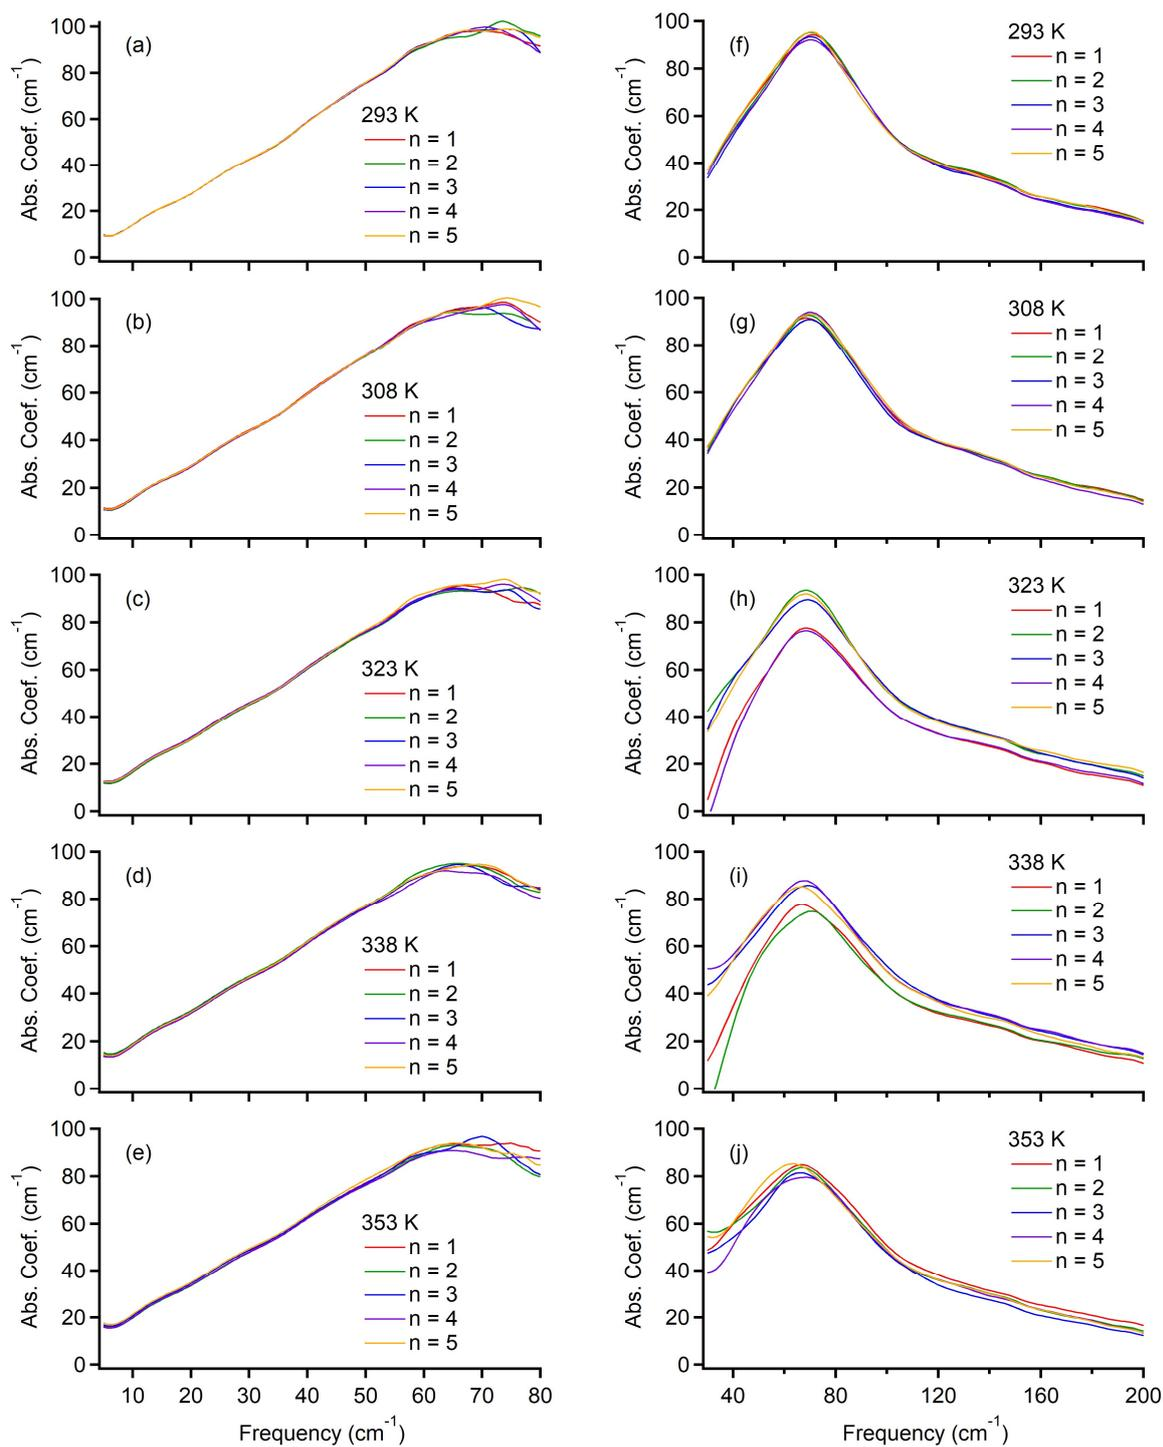 (a)
Abs. Coef. (cm-1)
100
80
60
40
20
0
293 K
n = 1
n = 2
n = 3
n = 4
n = 5
(f)
Abs. Coef. (cm-1)
100
80
60
40
20
0
293 K
n = 1
n = 2
n = 3
n = 4
n = 5
(b)
Abs. Coef. (cm-1)
100
80
60
40
20
0
308 K
n = 1
n = 2
n = 3
n = 4
n = 5
(g)
Abs. Coef. (cm-1)
100
80
60
40
20
0
308 K
n = 1
n = 2
n = 3
n = 4
n = 5
(c)
Abs. Coef. (cm-1)
100
80
60
40
20
0
323 K
n = 1
n = 2
n = 3
n = 4
n = 5
(h)
Abs. Coef. (cm-1)
100
80
60
40
20
0
323 K
n = 1
n = 2
n = 3
n = 4
n = 5
(d)
Abs. Coef. (cm-1)
100
80
60
40
20
0
338 K
n = 1
n = 2
n = 3
n = 4
n = 5
(i)
Abs. Coef. (cm-1)
100
80
60
40
20
0
338 K
n = 1
n = 2
n = 3
n = 4
n = 5
(e)
Abs. Coef. (cm-1)
100
80
60
40
20
0
353 K
n = 1
n = 2
n = 3
n = 4
n = 5
10 20 30 40 50 60 70 80
Frequency (cm-1)
(j)
Abs. Coef. (cm-1)
100
80
60
40
20
0
353 K
n = 1
n = 2
n = 3
n = 4
n = 5
40 80 120 160 200
Frequency (cm-1)